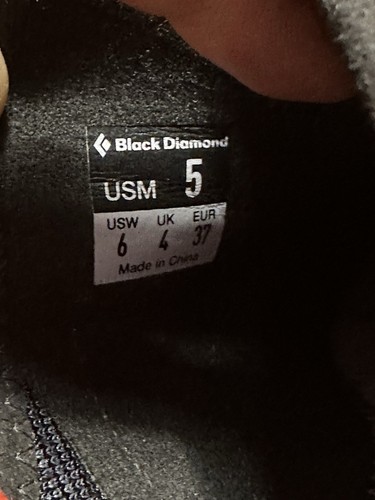 Black Diamond
USM 5
USW UK EUR
6 4 37
Made in China